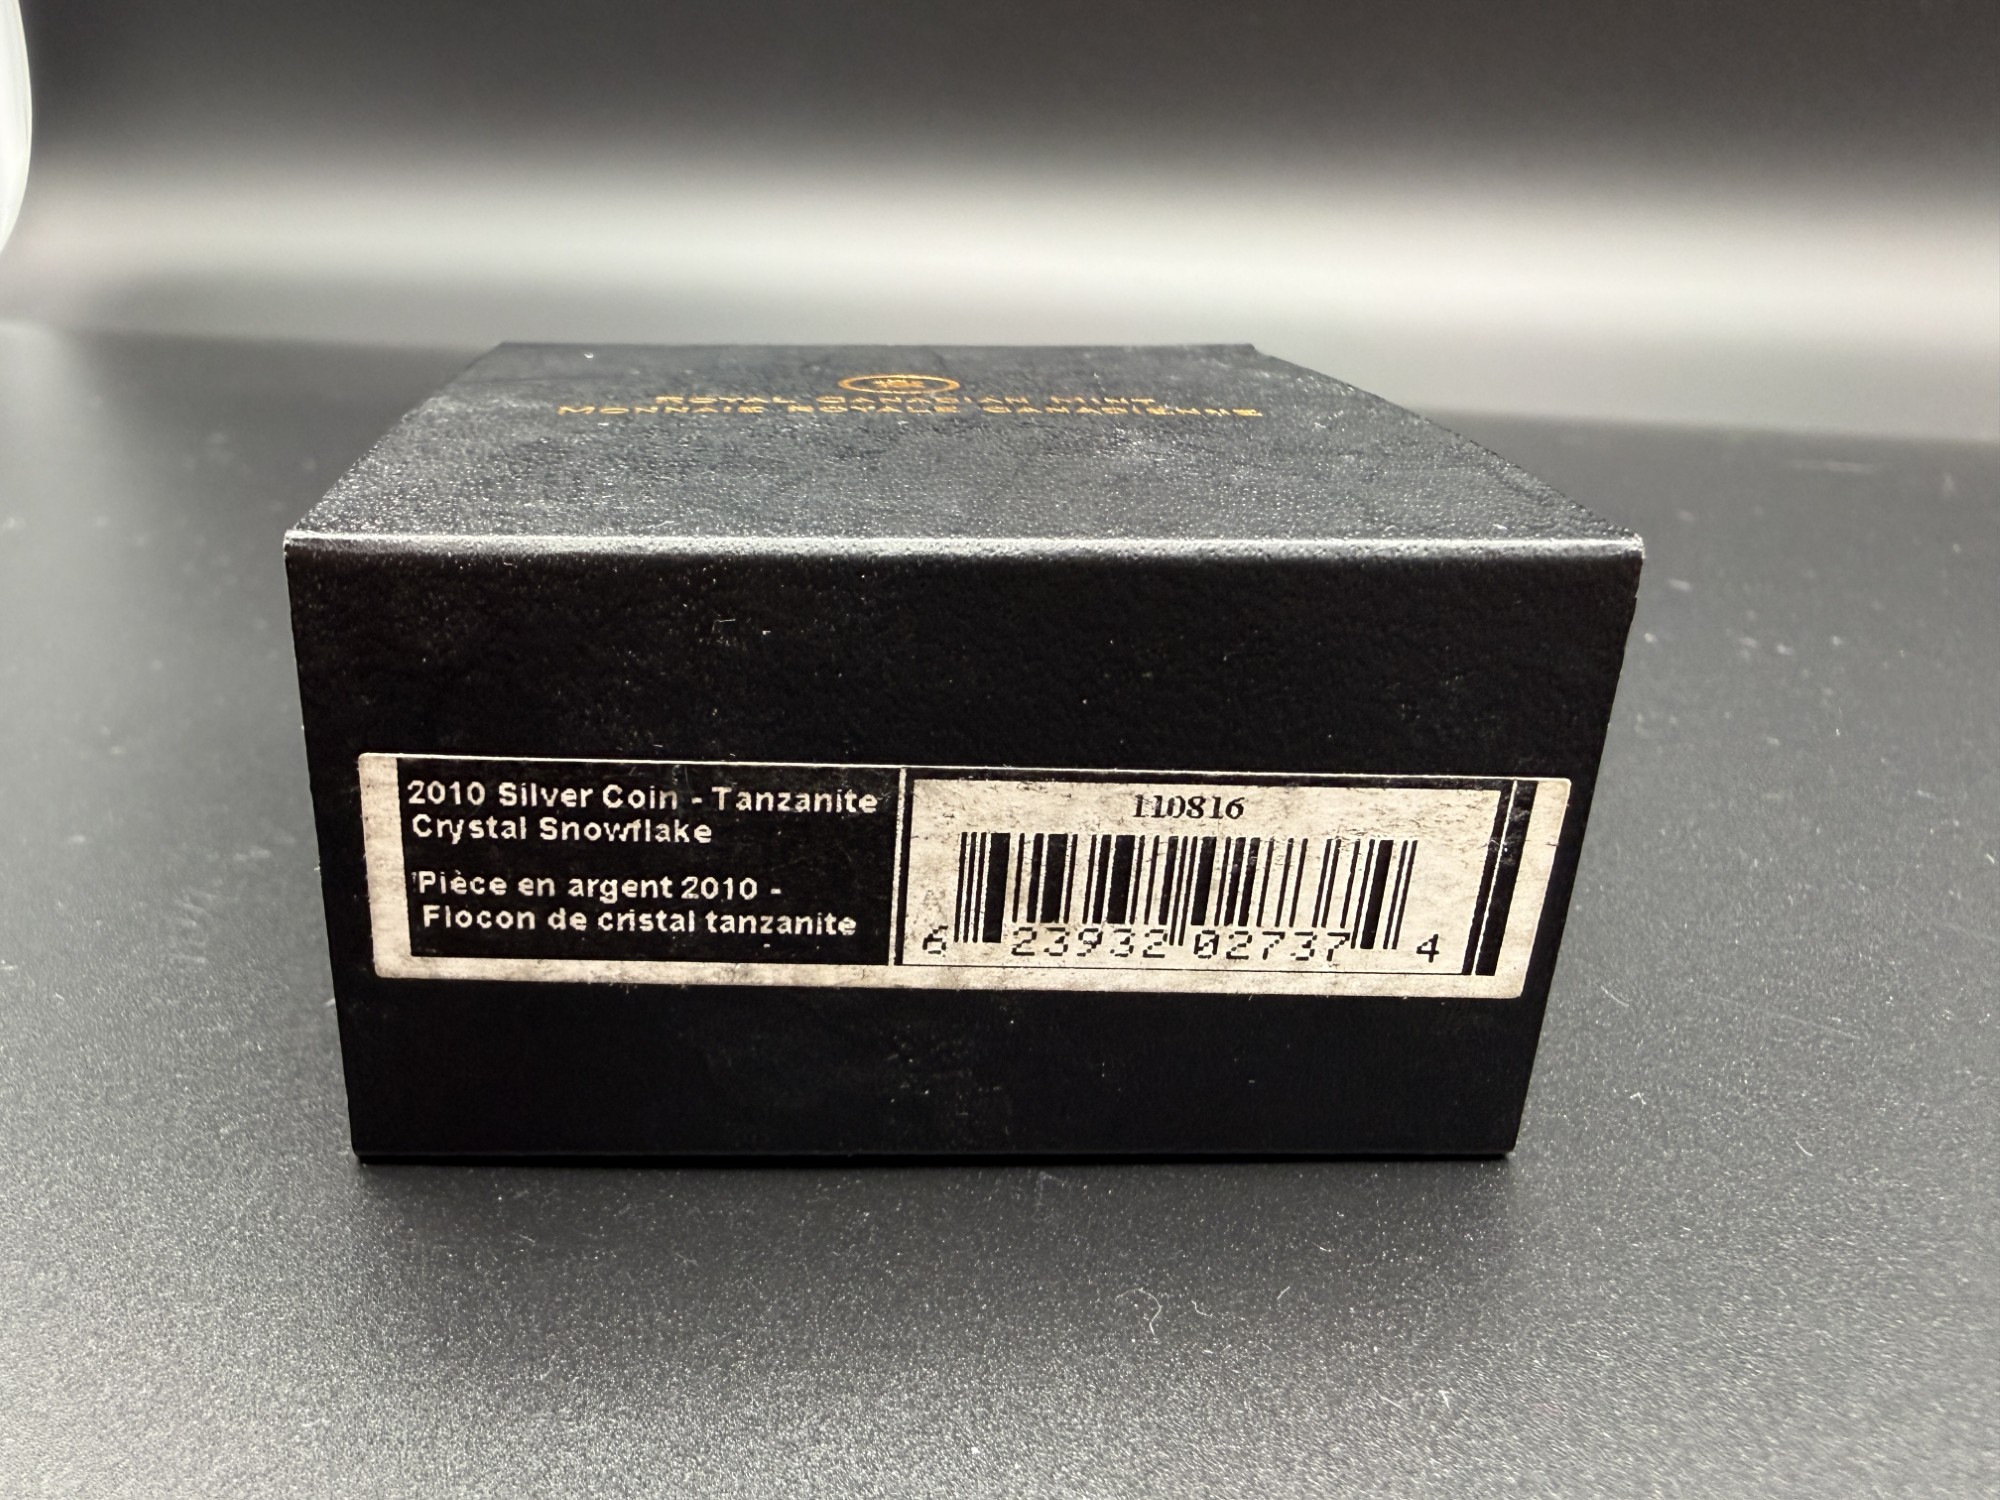 ROYAL CANADIAN MINT
MONNAIE ROYALE CANADIENNE
2010 Silver Coin - Tanzanite
Crystal Snowflake
Pièce en argent 2010 -
Flocon de cristal tanzanite
110816
6 23932 02737 4